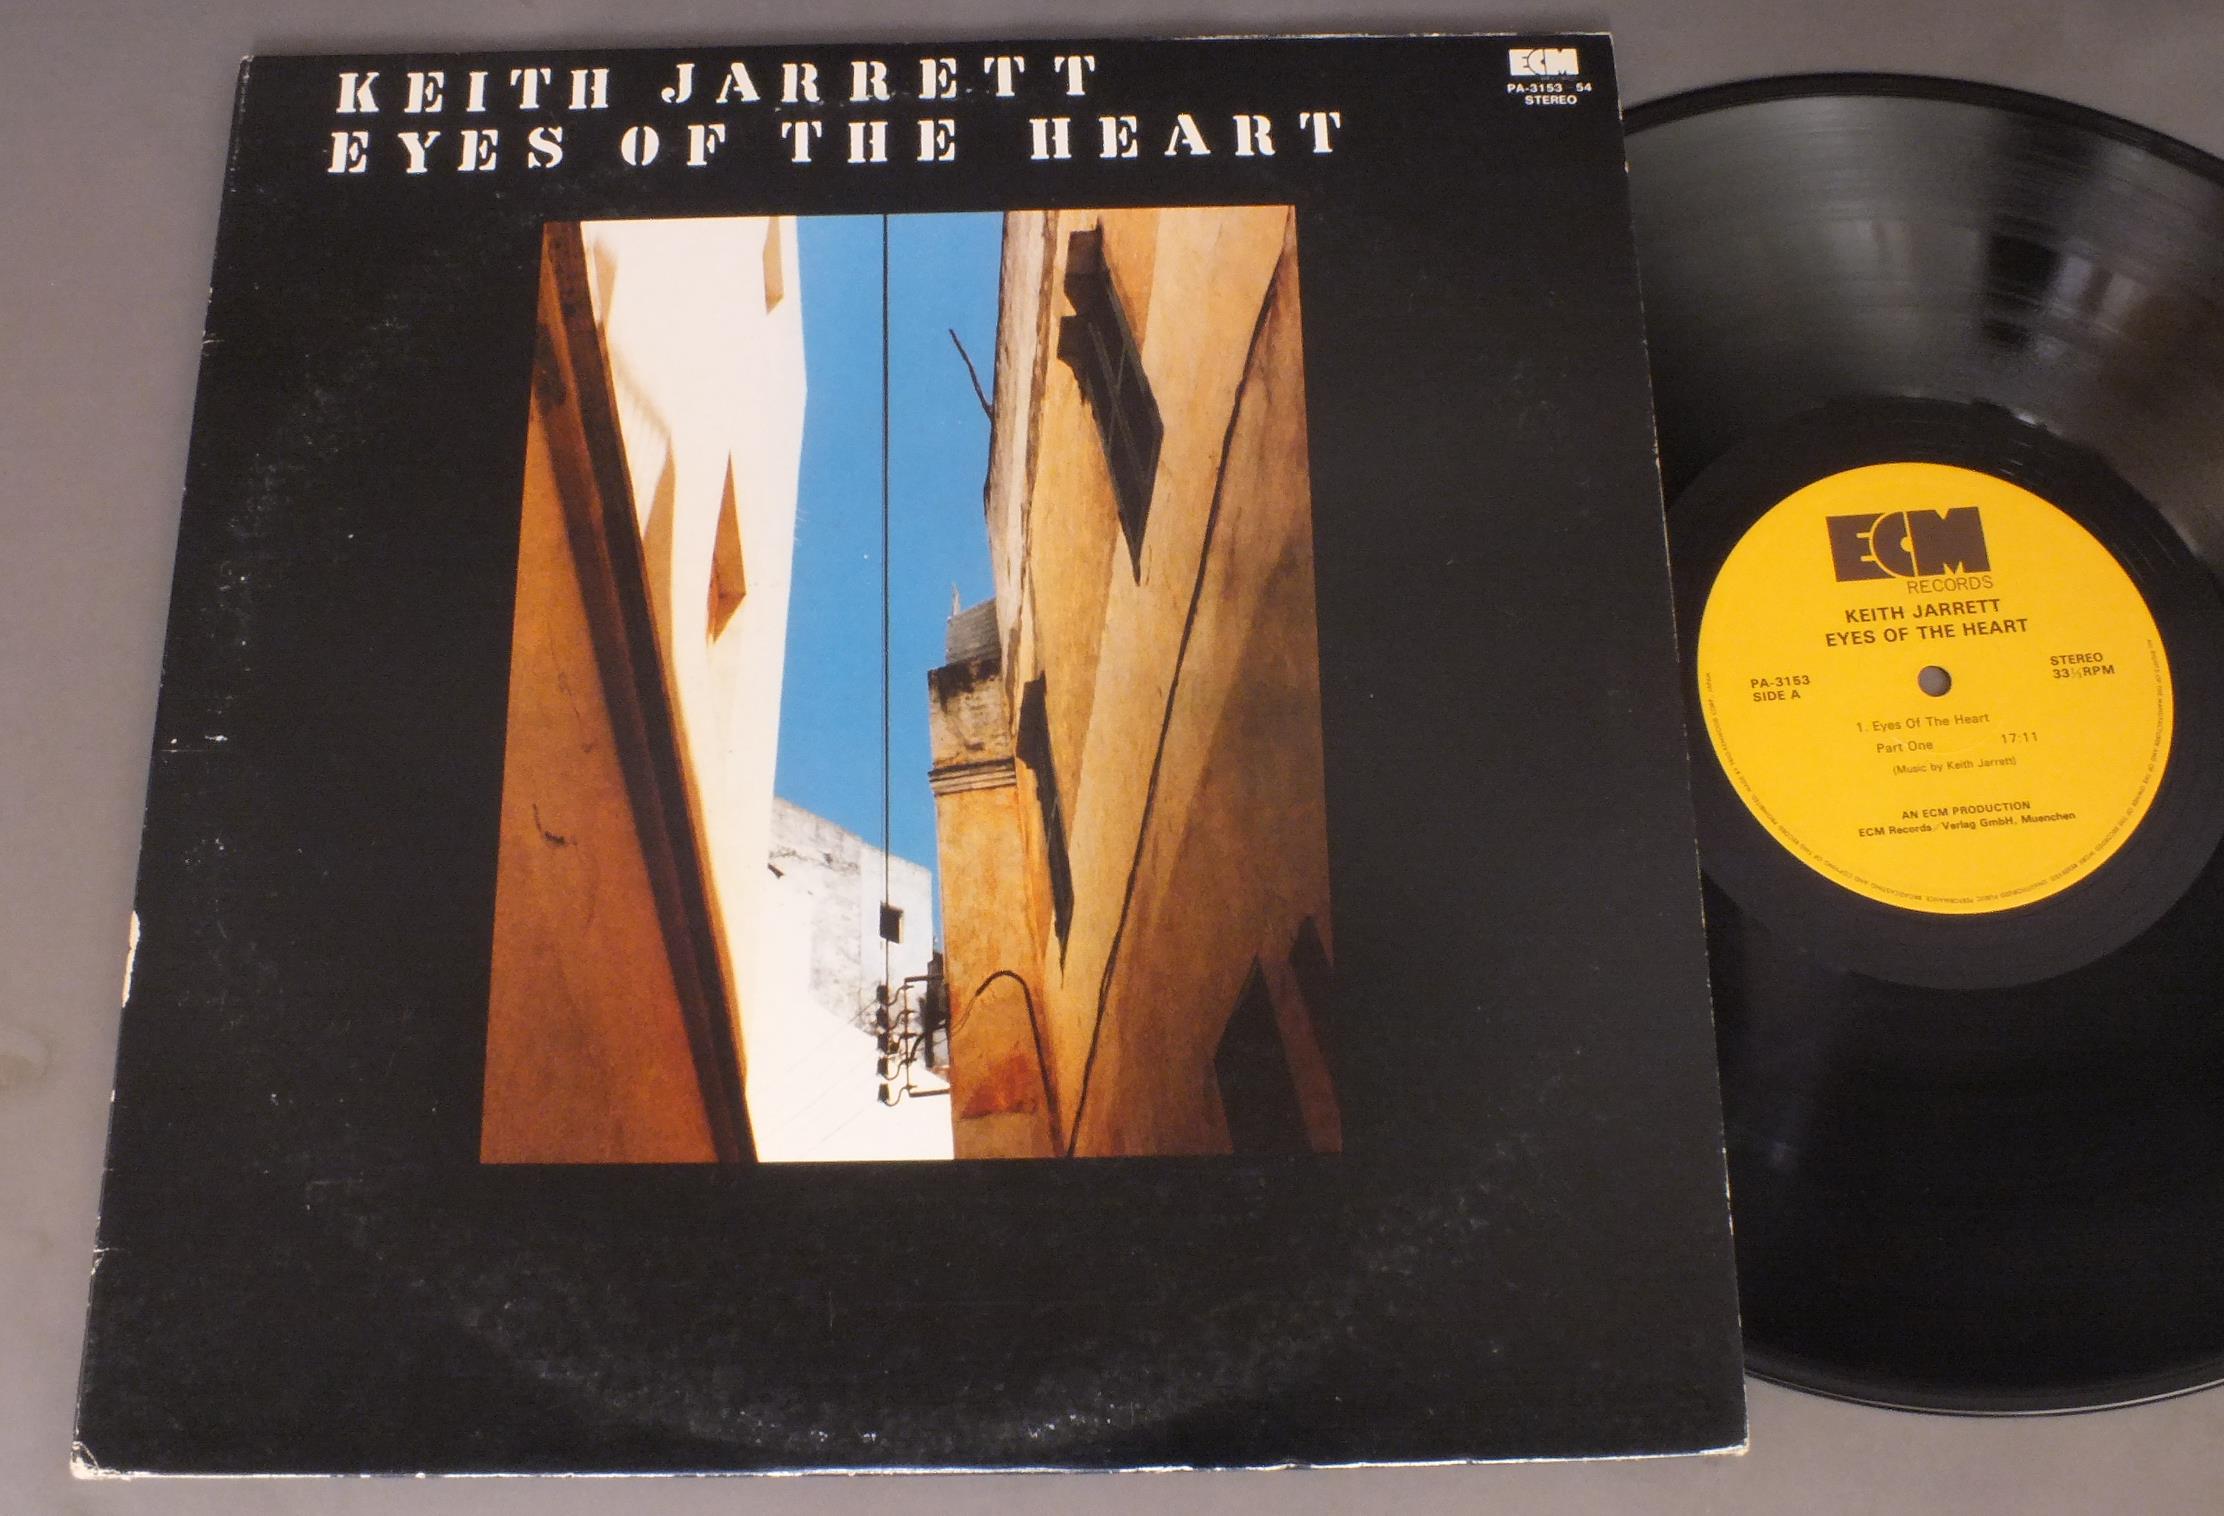 KEITH JARRETT
EYES OF THE HEART
ECM
PA-3153 54
STEREO
ECM
RECORDS
KEITH JARRETT
EYES OF THE HEART
STEREO
33⅓RPM
PA-3153
SIDE A
1. Eyes Of The Heart
Part One 17:11
(Music by Keith Jarrett)
AN ECM PRODUCTION
ECM Records/Verlag GmbH, Muenchen